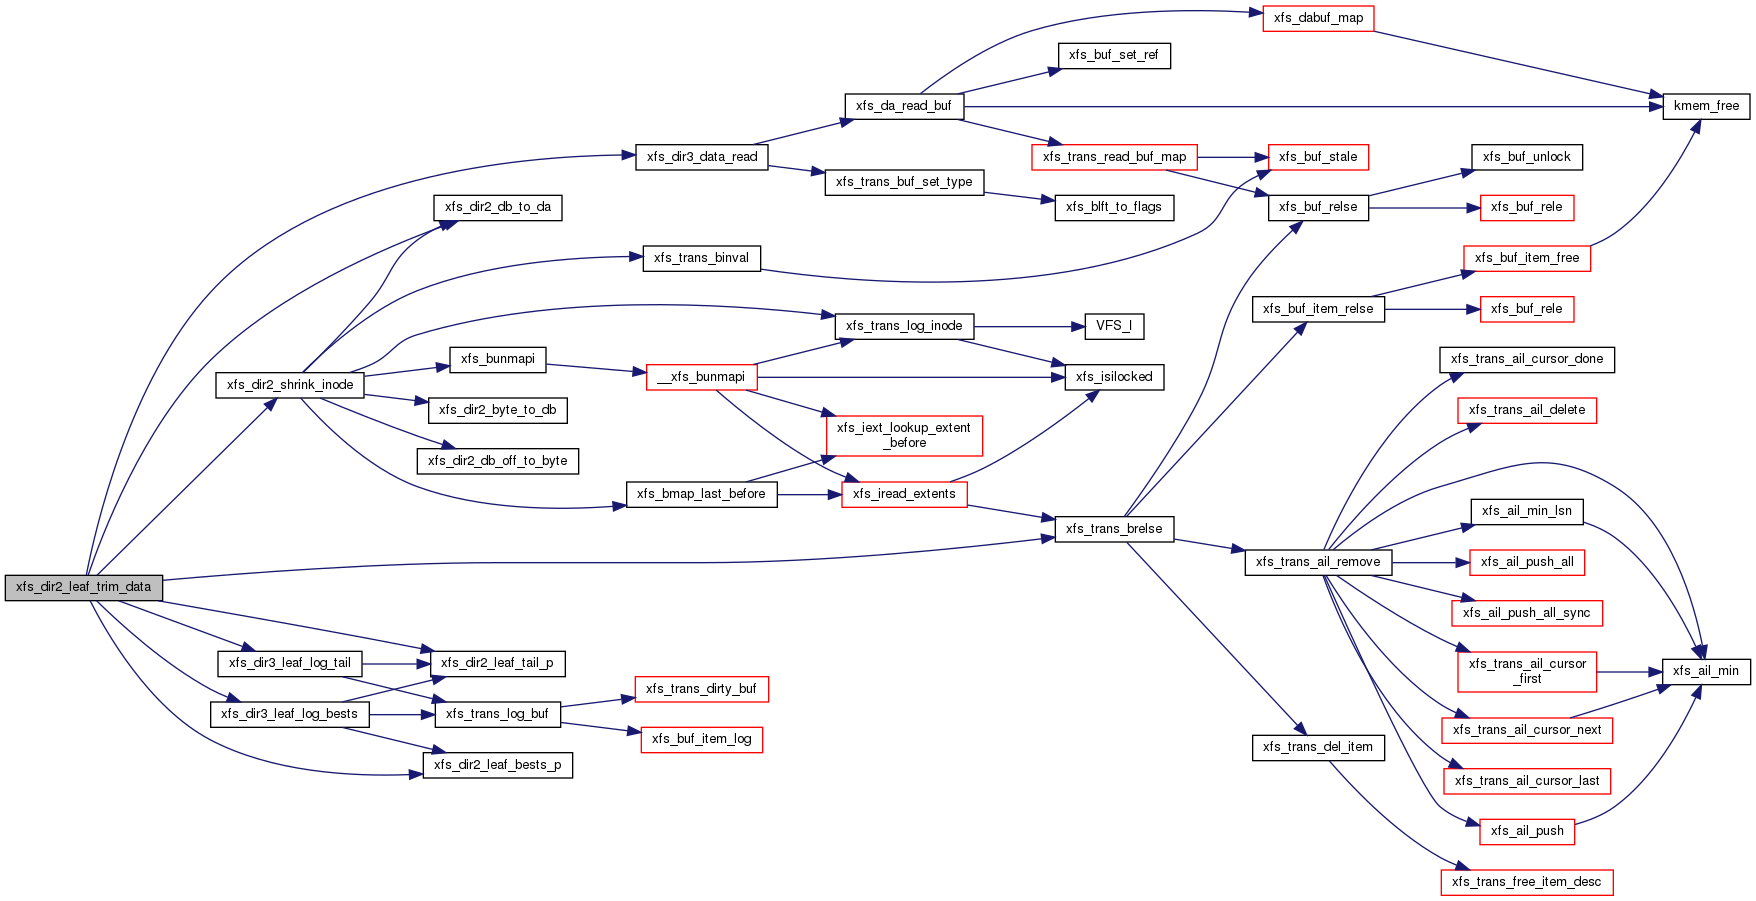 xfs_dabuf_map
xfs_buf_set_ref
xfs_da_read_buf
kmem_free
xfs_dir3_data_read
xfs_trans_read_buf_map
xfs_buf_stale
xfs_buf_unlock
xfs_trans_buf_set_type
xfs_dir2_db_to_da
xfs_blft_to_flags
xfs_buf_relse
xfs_buf_rele
xfs_trans_binval
xfs_buf_item_free
xfs_buf_item_relse
xfs_buf_rele
xfs_trans_log_inode
VFS_I
xfs_bunmapi
xfs_trans_ail_cursor_done
xfs_dir2_shrink_inode
__xfs_bunmapi
xfs_isilocked
xfs_dir2_byte_to_db
xfs_trans_ail_delete
xfs_iext_lookup_extent
_before
xfs_dir2_db_off_to_byte
xfs_bmap_last_before
xfs_iread_extents
xfs_ail_min_lsn
xfs_trans_brelse
xfs_trans_ail_remove
xfs_ail_push_all
xfs_dir2_leaf_trim_data
xfs_ail_push_all_sync
xfs_dir3_leaf_log_tail
xfs_dir2_leaf_tail_p
xfs_trans_ail_cursor
_first
xfs_ail_min
xfs_trans_dirty_buf
xfs_dir3_leaf_log_bests
xfs_trans_log_buf
xfs_trans_ail_cursor_next
xfs_buf_item_log
xfs_trans_del_item
xfs_dir2_leaf_bests_p
xfs_trans_ail_cursor_last
xfs_ail_push
xfs_trans_free_item_desc